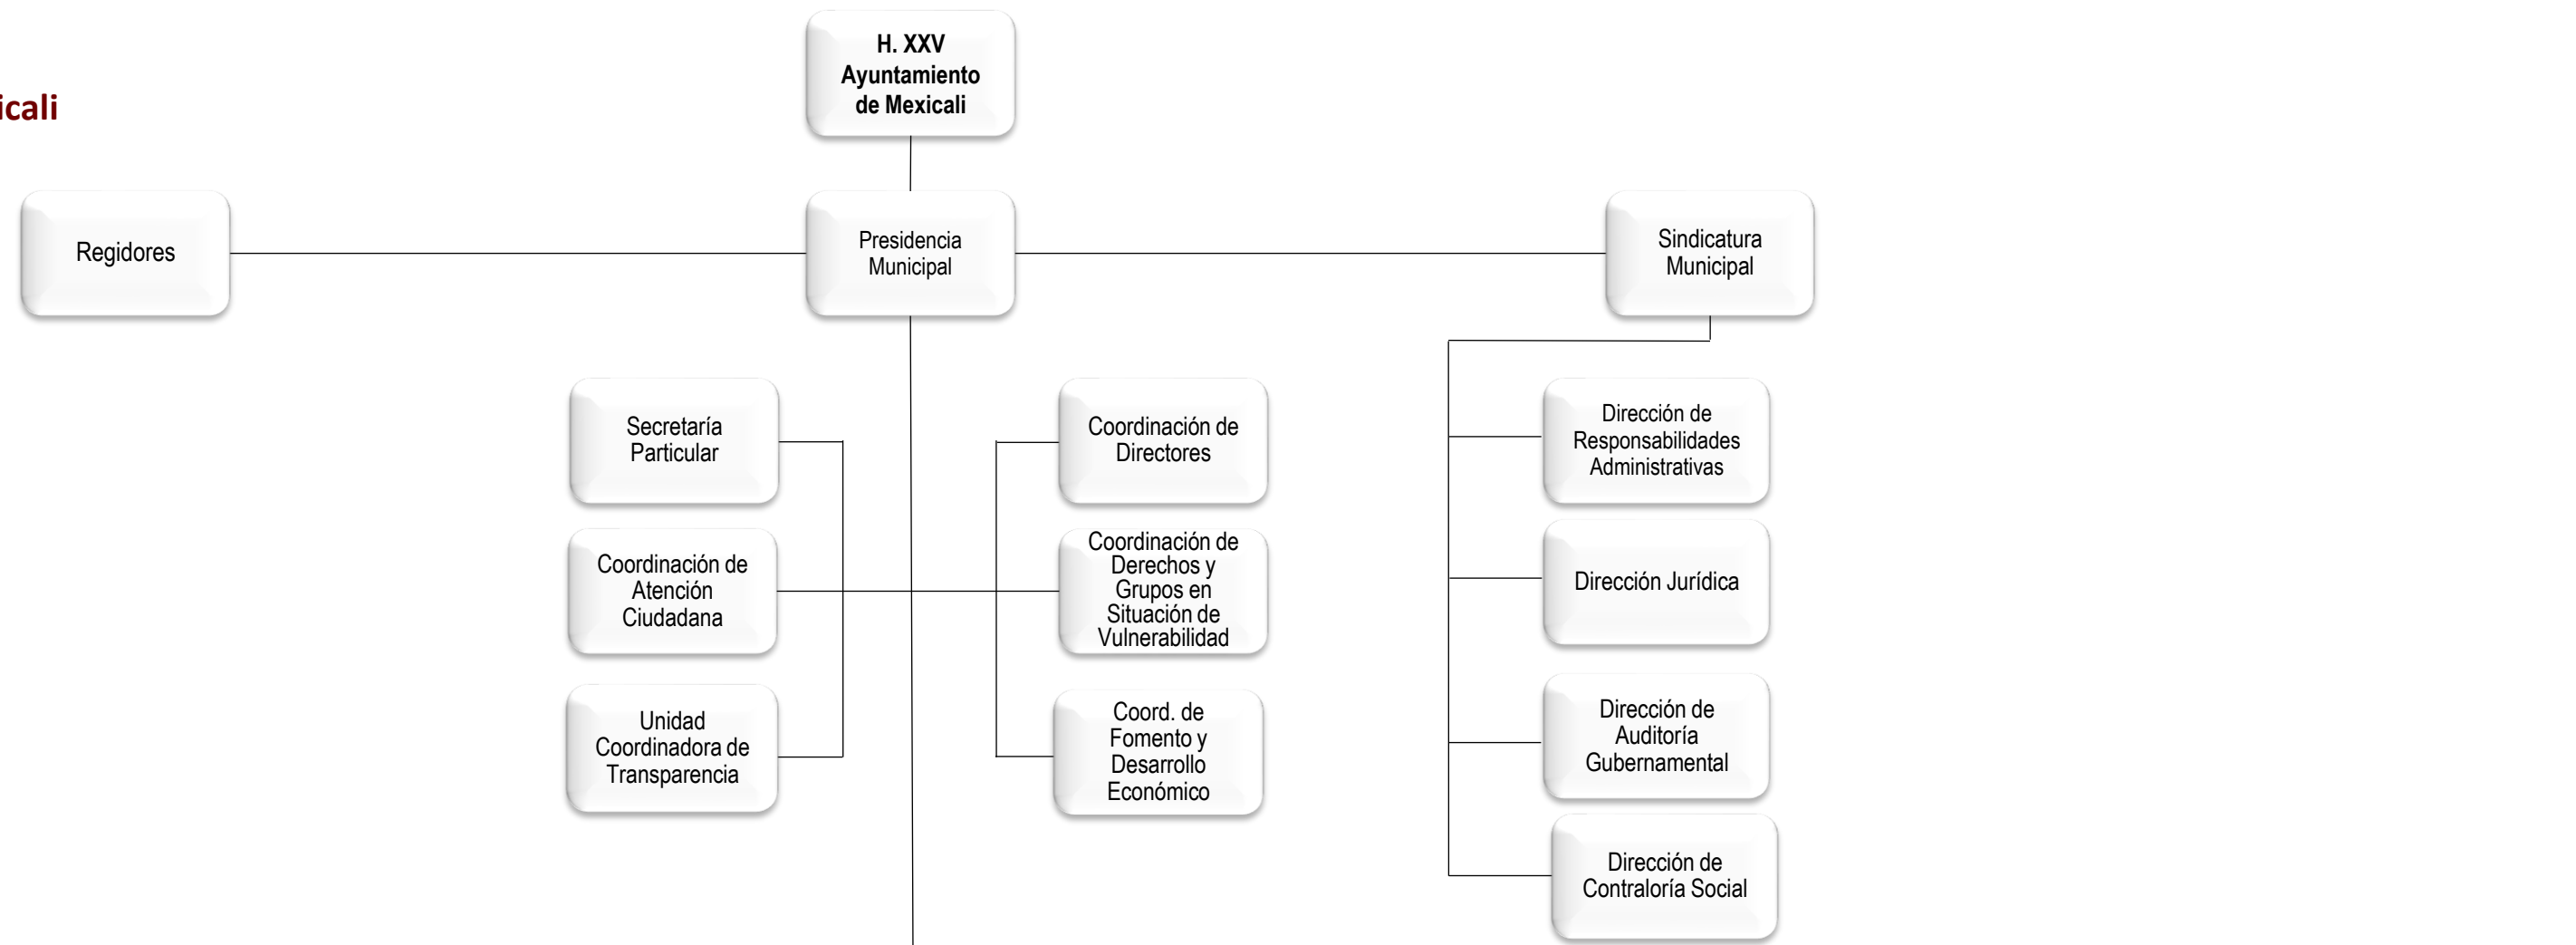 H. XXV
Ayuntamiento
de Mexicali
icali
Regidores
Presidencia
Municipal
Sindicatura
Municipal
Secretaría
Particular
Coordinación de
Directores
Dirección de
Responsabilidades
Administrativas
Coordinación de
Atención
Ciudadana
Coordinación de
Derechos y
Grupos en
Situación de
Vulnerabilidad
Dirección Jurídica
Unidad
Coordinadora de
Transparencia
Coord. de
Fomento y
Desarrollo
Económico
Dirección de
Auditoría
Gubernamental
Dirección de
Contraloría Social